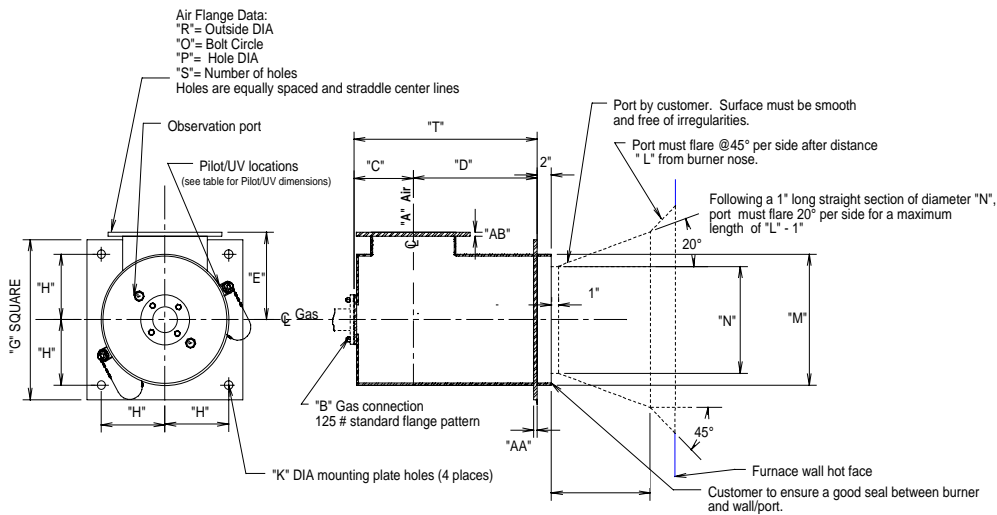 Air Flange Data:
"R"= Outside DIA
"O"= Bolt Circle
"P"= Hole DIA
"S"= Number of holes
Holes are equally spaced and straddle center lines
Observation port
Pilot/UV locations
(see table for Pilot/UV dimensions)
"G" SQUARE
"H"
"H"
"H"
"H"
"E"
"K" DIA mounting plate holes (4 places)
"T"
"C"
"D"
2"
"A" Air
℄
"AB"
℄ Gas
"B" Gas connection
125 # standard flange pattern
"AA"
1"
℄
"N"
"M"
20°
45°
Port by customer. Surface must be smooth
and free of irregularities.
Port must flare @45° per side after distance
" L" from burner nose.
Following a 1" long straight section of diameter "N",
port must flare 20° per side for a maximum
length of "L" - 1"
Furnace wall hot face
Customer to ensure a good seal between burner
and wall/port.